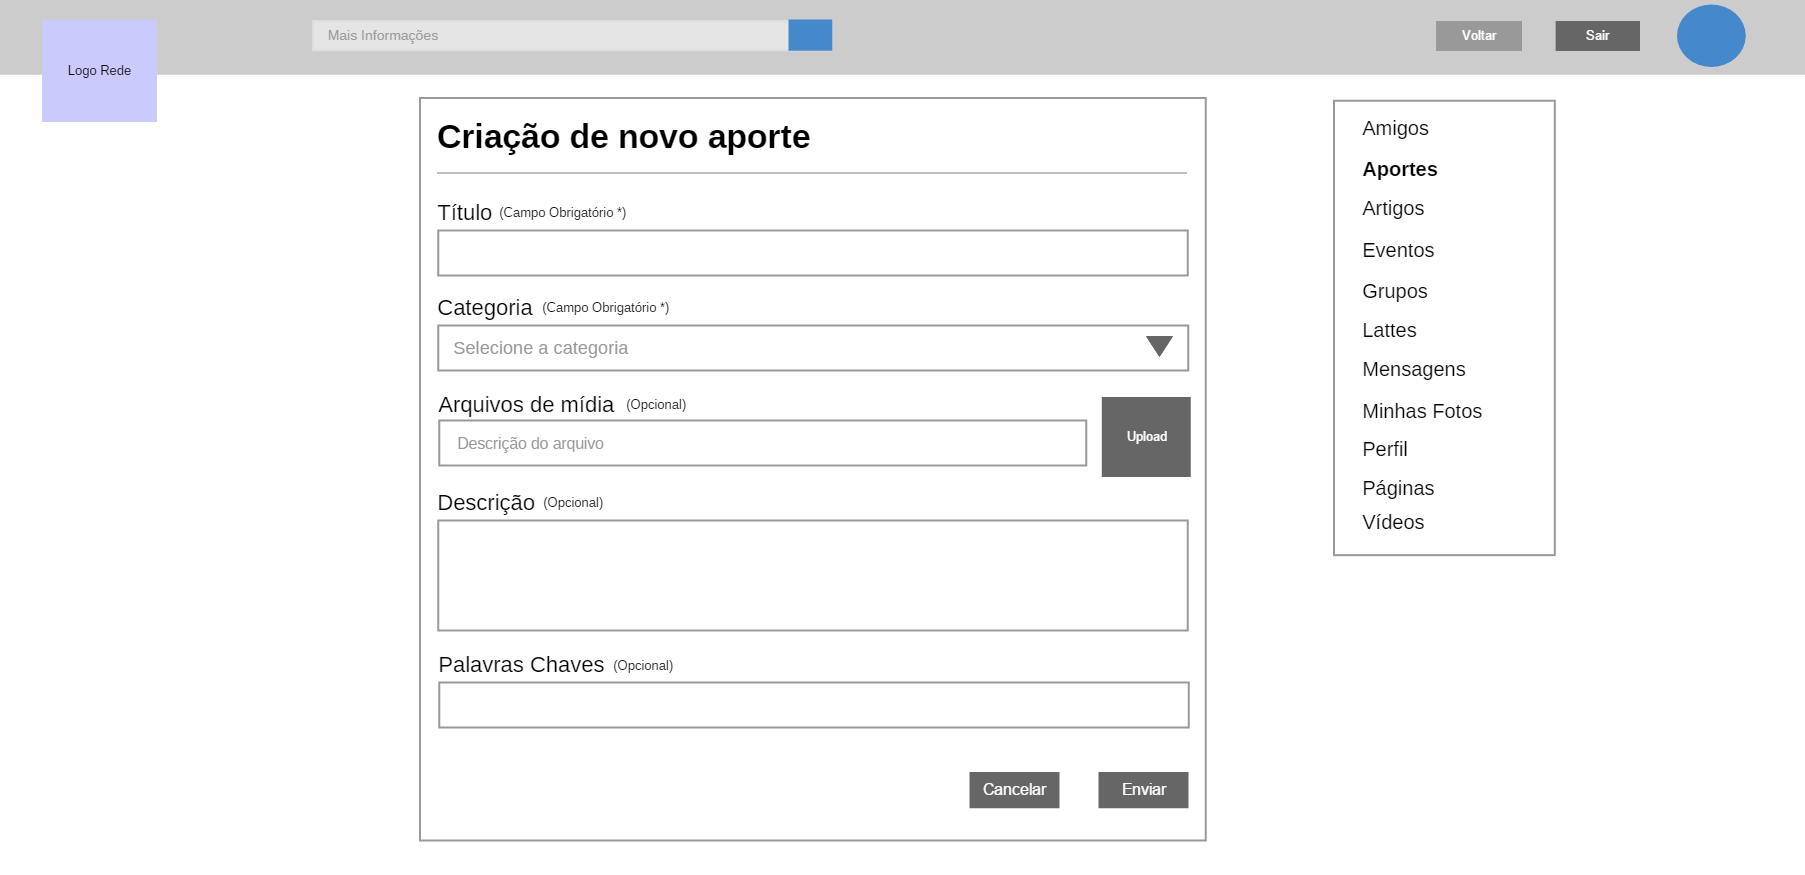 Logo Rede
Mais Informações
Voltar
Sair
Criação de novo aporte
Título (Campo Obrigatório *)
Categoria (Campo Obrigatório *)
Selecione a categoria
Arquivos de mídia (Opcional)
Descrição do arquivo
Upload
Descrição (Opcional)
Palavras Chaves (Opcional)
Cancelar
Enviar
Amigos
Aportes
Artigos
Eventos
Grupos
Lattes
Mensagens
Minhas Fotos
Perfil
Páginas
Vídeos